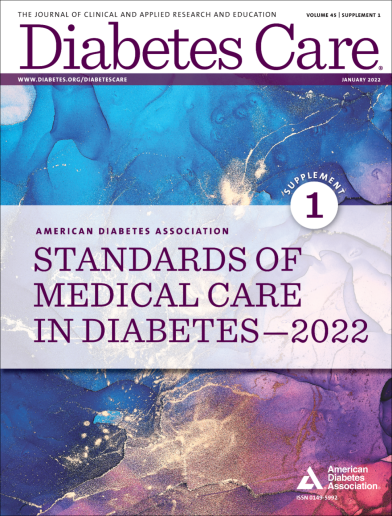 THE JOURNAL OF CLINICAL AND APPLIED RESEARCH AND EDUCATION
VOLUME 45 | SUPPLEMENT 1
Diabetes Care®
WWW.DIABETES.ORG/DIABETESCARE
JANUARY 2022
SUPPLEMENT
1
AMERICAN DIABETES ASSOCIATION
STANDARDS OF
MEDICAL CARE
IN DIABETES—2022
American
Diabetes
Association®
ISSN 0149-5992